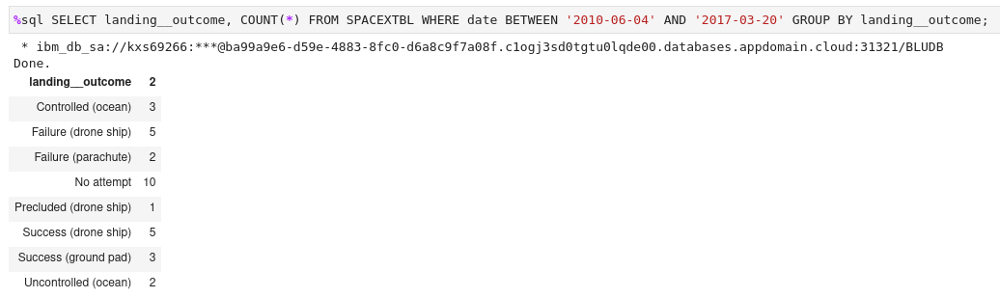 %sql SELECT landing__outcome, COUNT(*) FROM SPACEXTBL WHERE date BETWEEN '2010-06-04' AND '2017-03-20' GROUP BY landing__outcome;
* ibm_db_sa://kxs69266:***@ba99a9e6-d59e-4883-8fc0-d6a8c9f7a08f.c1ogj3sd0tgtu0lqde00.databases.appdomain.cloud:31321/BLUDB
Done.
landing__outcome 2
Controlled (ocean) 3
Failure (drone ship) 5
Failure (parachute) 2
No attempt 10
Precluded (drone ship) 1
Success (drone ship) 5
Success (ground pad) 3
Uncontrolled (ocean) 2